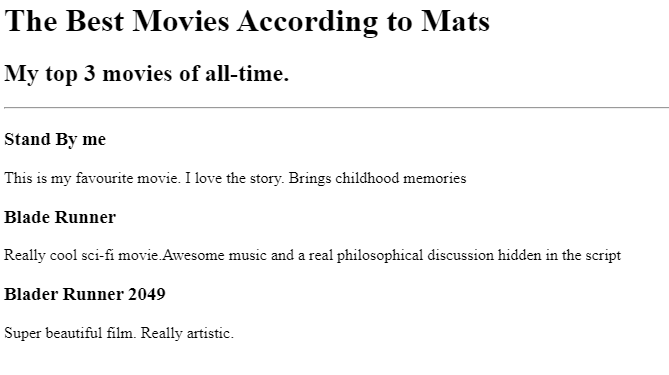 The Best Movies According to Mats
My top 3 movies of all-time.
Stand By me
This is my favourite movie. I love the story. Brings childhood memories
Blade Runner
Really cool sci-fi movie.Awesome music and a real philosophical discussion hidden in the script
Blader Runner 2049
Super beautiful film. Really artistic.